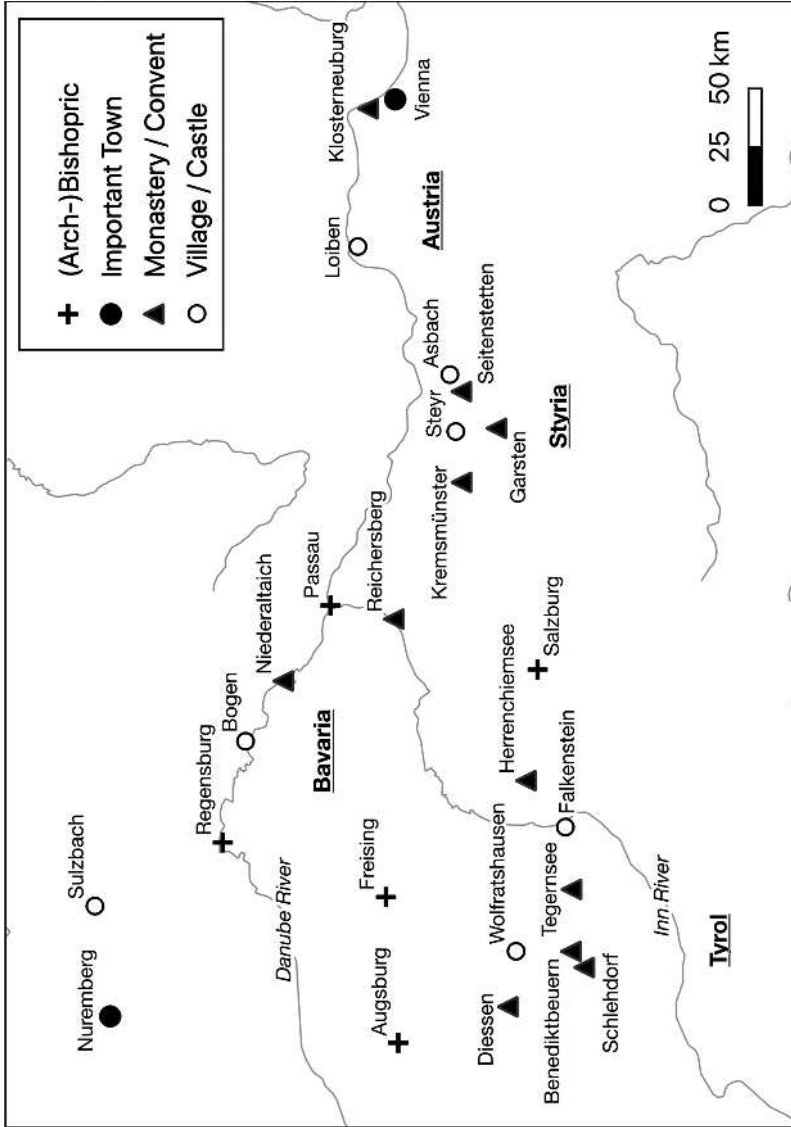 (Arch-)Bishopric
Important Town
Monastery / Convent
Village / Castle
Nuremberg
Sulzbach
Regensburg
Bogen
Niederaltaich
Passau
Loiben
Klosterneuburg
Vienna
Danube River
Bavaria
Austria
Augsburg
Freising
Reichersberg
Kremsmünster
Steyr
Asbach
Seitenstetten
Garsten
Styria
Diessen
Wolfratshausen
Herrenchiemsee
Salzburg
Benediktbeuern
Tegernsee
Falkenstein
Schlehdorf
Inn River
Tyrol
0 25 50 km